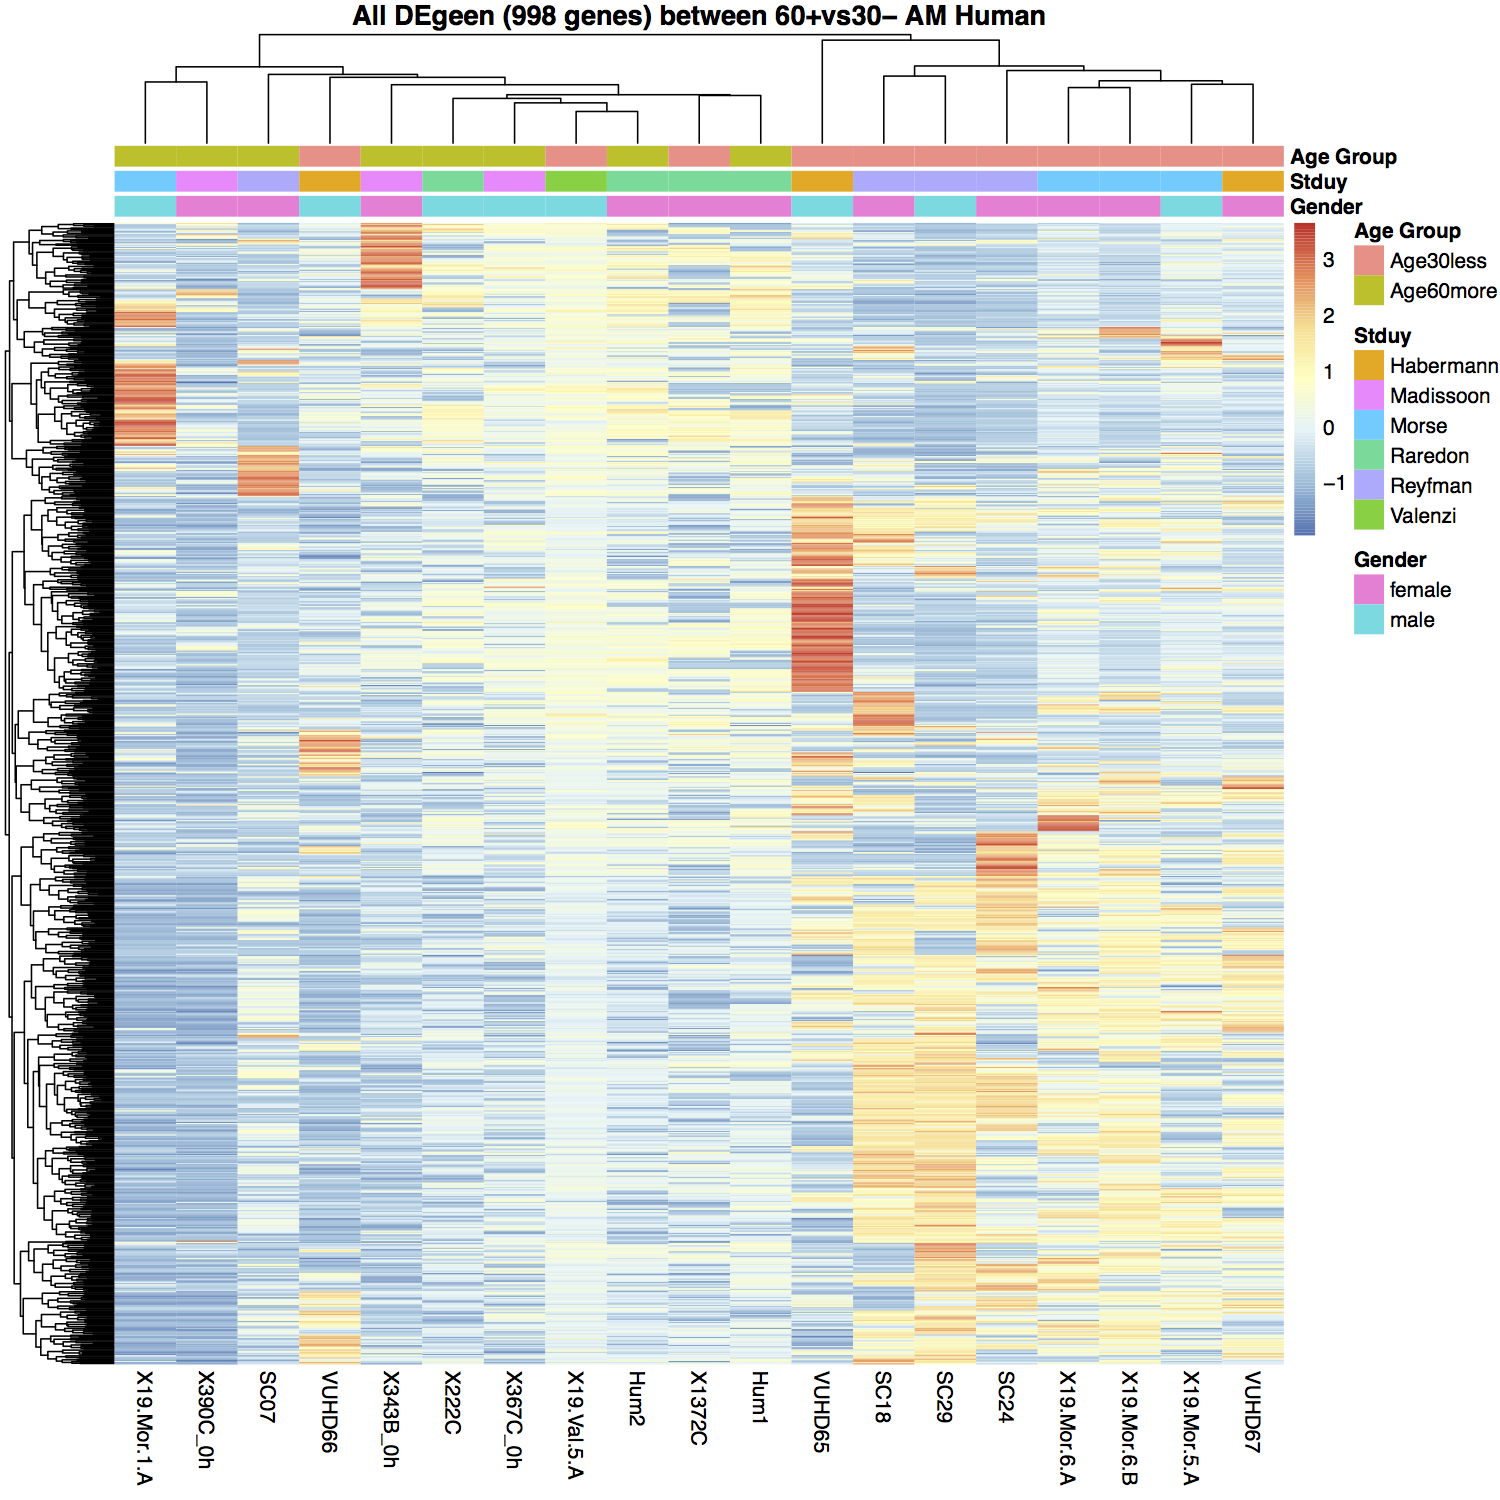 All DEgeen (998 genes) between 60+vs30− AM Human
Age Group
Stduy
Gender
3
2
1
0
−1
Age Group
Age30less
Age60more
Stduy
Habermann
Madissoon
Morse
Raredon
Reyfman
Valenzi
Gender
female
male
X19.Mor.1.A
X390C_0h
SC07
VUHD66
X343B_0h
X222C
X367C_0h
X19.Val.5.A
Hum2
X1372C
Hum1
VUHD65
SC18
SC29
SC24
X19.Mor.6.A
X19.Mor.6.B
X19.Mor.5.A
VUHD67